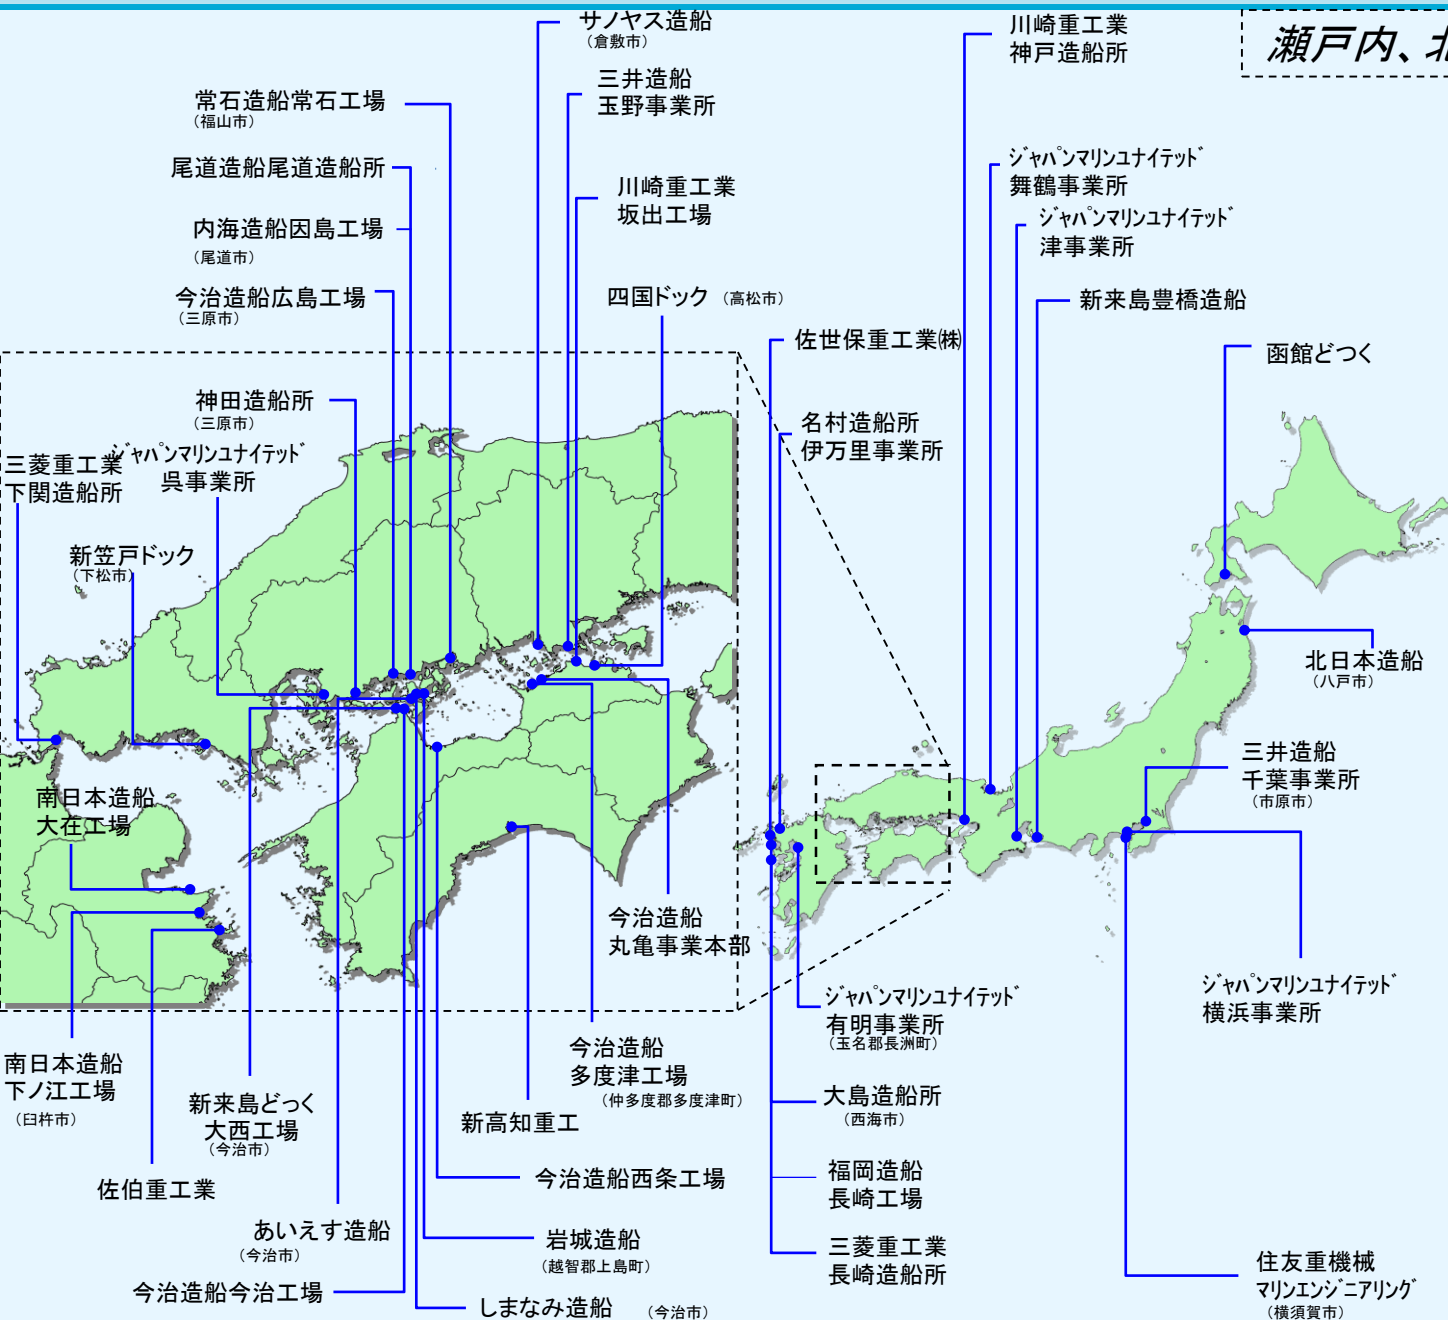 瀬戸内、北
サノヤス造船
（倉敷市）
川崎重工業
神戸造船所
三井造船
玉野事業所
常石造船常石工場
（福山市）
尾道造船尾道造船所
ｼﾞｬﾊﾟﾝマリンユナイテッﾄﾞ
舞鶴事業所
川崎重工業
坂出工場
内海造船因島工場
（尾道市）
ｼﾞｬﾊﾟﾝマリンユナイテッﾄﾞ
津事業所
今治造船広島工場
（三原市）
四国ドック （高松市）
新来島豊橋造船
佐世保重工業㈱
函館どつく
神田造船所
（三原市）
名村造船所
伊万里事業所
ｼﾞｬﾊﾟﾝマリンユナイテッﾄﾞ
呉事業所
三菱重工業
下関造船所
新笠戸ドック
（下松市）
北日本造船
（八戸市）
三井造船
千葉事業所
（市原市）
南日本造船
大在工場
今治造船
丸亀事業本部
ｼﾞｬﾊﾟﾝマリンユナイテッﾄﾞ
有明事業所
（玉名郡長洲町）
ｼﾞｬﾊﾟﾝマリンユナイテッﾄﾞ
横浜事業所
南日本造船
下ノ江工場
（臼杵市）
今治造船
多度津工場
（仲多度郡多度津町）
新来島どっく
大西工場
（今治市）
新高知重工
大島造船所
（西海市）
佐伯重工業
今治造船西条工場
福岡造船
長崎工場
あいえす造船
（今治市）
岩城造船
（越智郡上島町）
三菱重工業
長崎造船所
今治造船今治工場
しまなみ造船 （今治市）
住友重機械
マリンエンｼﾞニアリンｸﾞ
（横須賀市）